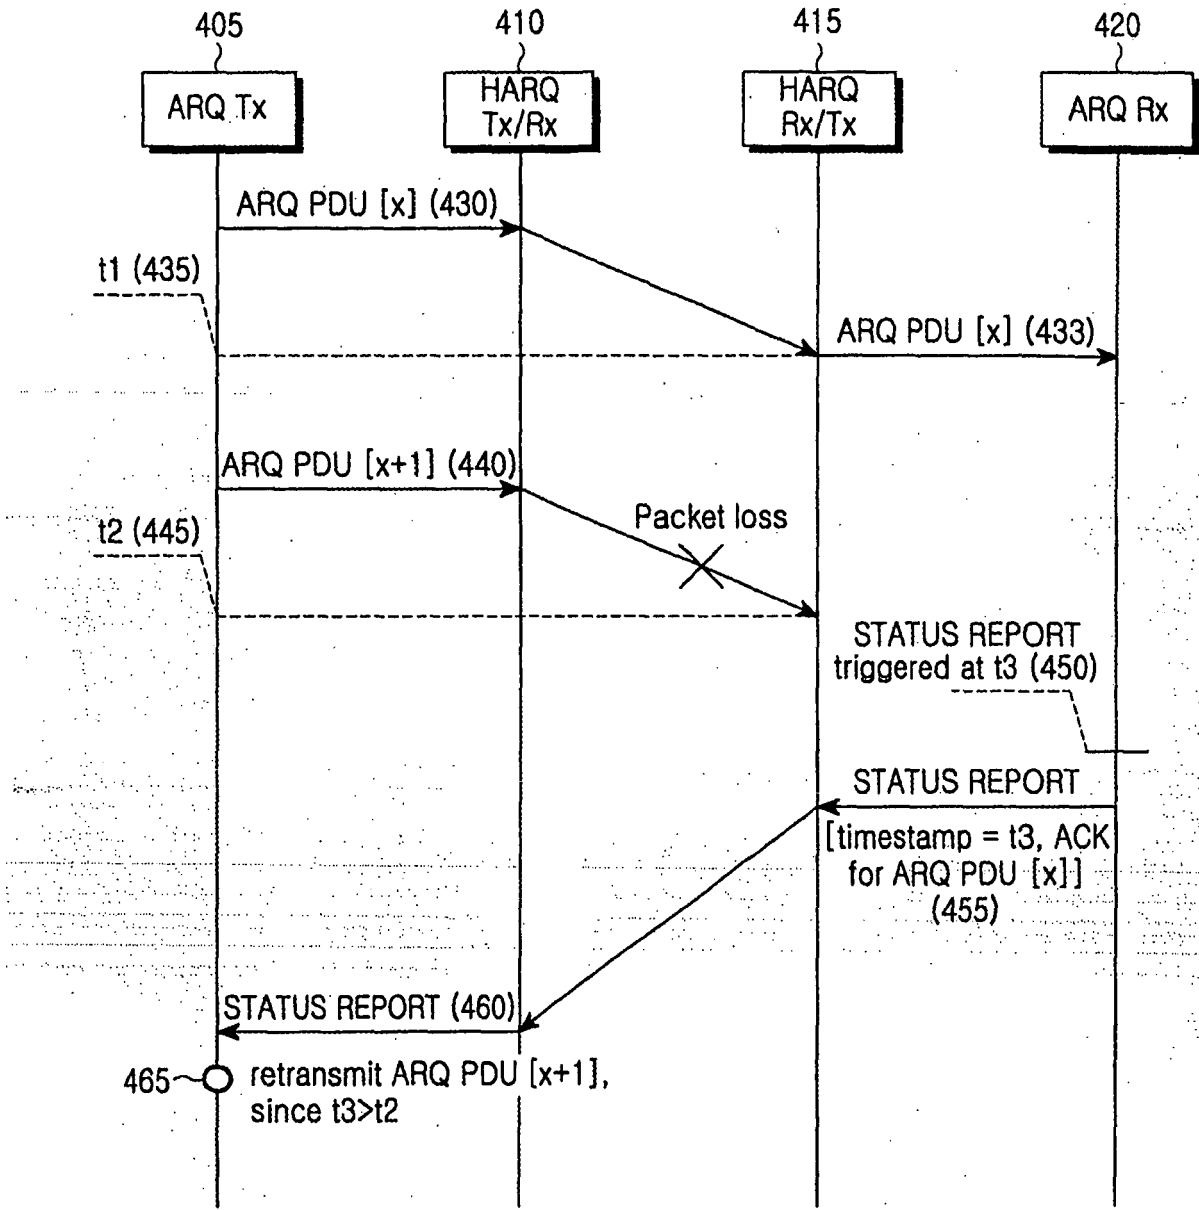 405
410
415
420
ARQ Tx
HARQ
Tx/Rx
HARQ
Rx/Tx
ARQ Rx
ARQ PDU [x] (430)
t1 (435)
ARQ PDU [x] (433)
ARQ PDU [x+1] (440)
Packet loss
t2 (445)
STATUS REPORT
triggered at t3 (450)
STATUS REPORT
[timestamp = t3, ACK
for ARQ PDU [x]]
(455)
STATUS REPORT (460)
465
retransmit ARQ PDU [x+1],
since t3>t2